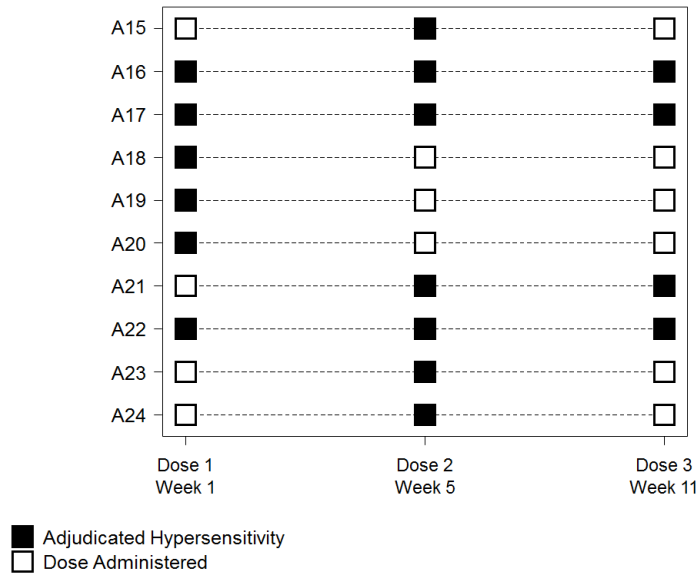 A15
A16
A17
A18
A19
A20
A21
A22
A23
A24
Dose 1 Dose 2 Dose 3
Week 1 Week 5 Week 11
Adjudicated Hypersensitivity
Dose Administered